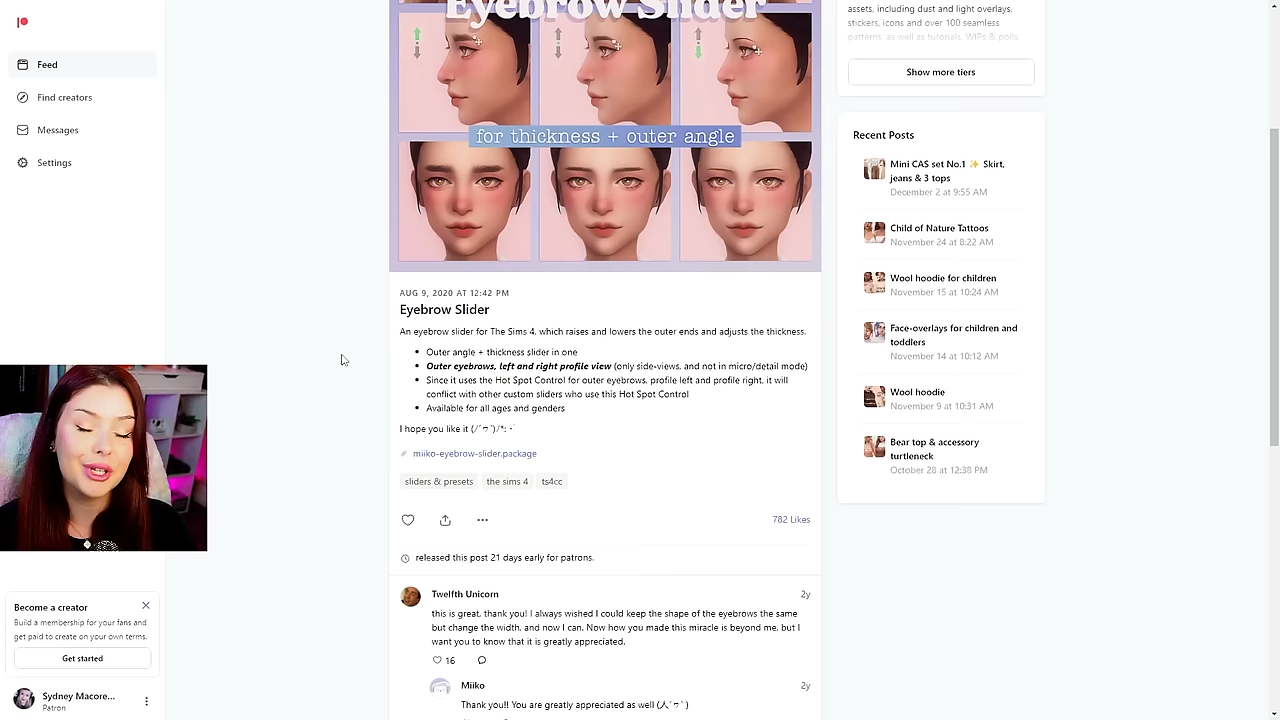 Eyebrow Slider
for thickness + outer angle
Feed
Find creators
Messages
Settings
Become a creator
Build a membership for your fans and
get paid to create on your own terms.
Get started
Sydney Macore...
Patron
AUG 9, 2020 AT 12:42 PM
Eyebrow Slider
An eyebrow slider for The Sims 4, which raises and lowers the outer ends and adjusts the thickness.
• Outer angle + thickness slider in one
• Outer eyebrows, left and right profile view (only side-views, and not in micro/detail mode)
• Since it uses the Hot Spot Control for outer eyebrows, profile left and profile right, it will
conflict with other custom sliders who use this Hot Spot Control
• Available for all ages and genders
I hope you like it
miiko-eyebrow-slider.package
sliders & presets the sims 4 ts4cc
782 Likes
released this post 21 days early for patrons.
Twelfth Unicorn 2y
this is great, thank you! I always wished I could keep the shape of the eyebrows the same
but change the width, and now I can. Now how you made this miracle is beyond me, but I
want you to know that it is greatly appreciated.
16
Miiko 2y
Thank you!! You are greatly appreciated as well
assets, including dust and light overlays,
stickers, icons and over 100 seamless
patterns, as well as tutorials, WIPs & polls.
Show more tiers
Recent Posts
Mini CAS set No.1 ✨ Skirt,
jeans & 3 tops
December 2 at 9:55 AM
Child of Nature Tattoos
November 24 at 8:22 AM
Wool hoodie for children
November 15 at 10:24 AM
Face-overlays for children and
toddlers
November 14 at 10:12 AM
Wool hoodie
November 9 at 10:31 AM
Bear top & accessory
turtleneck
October 28 at 12:38 PM